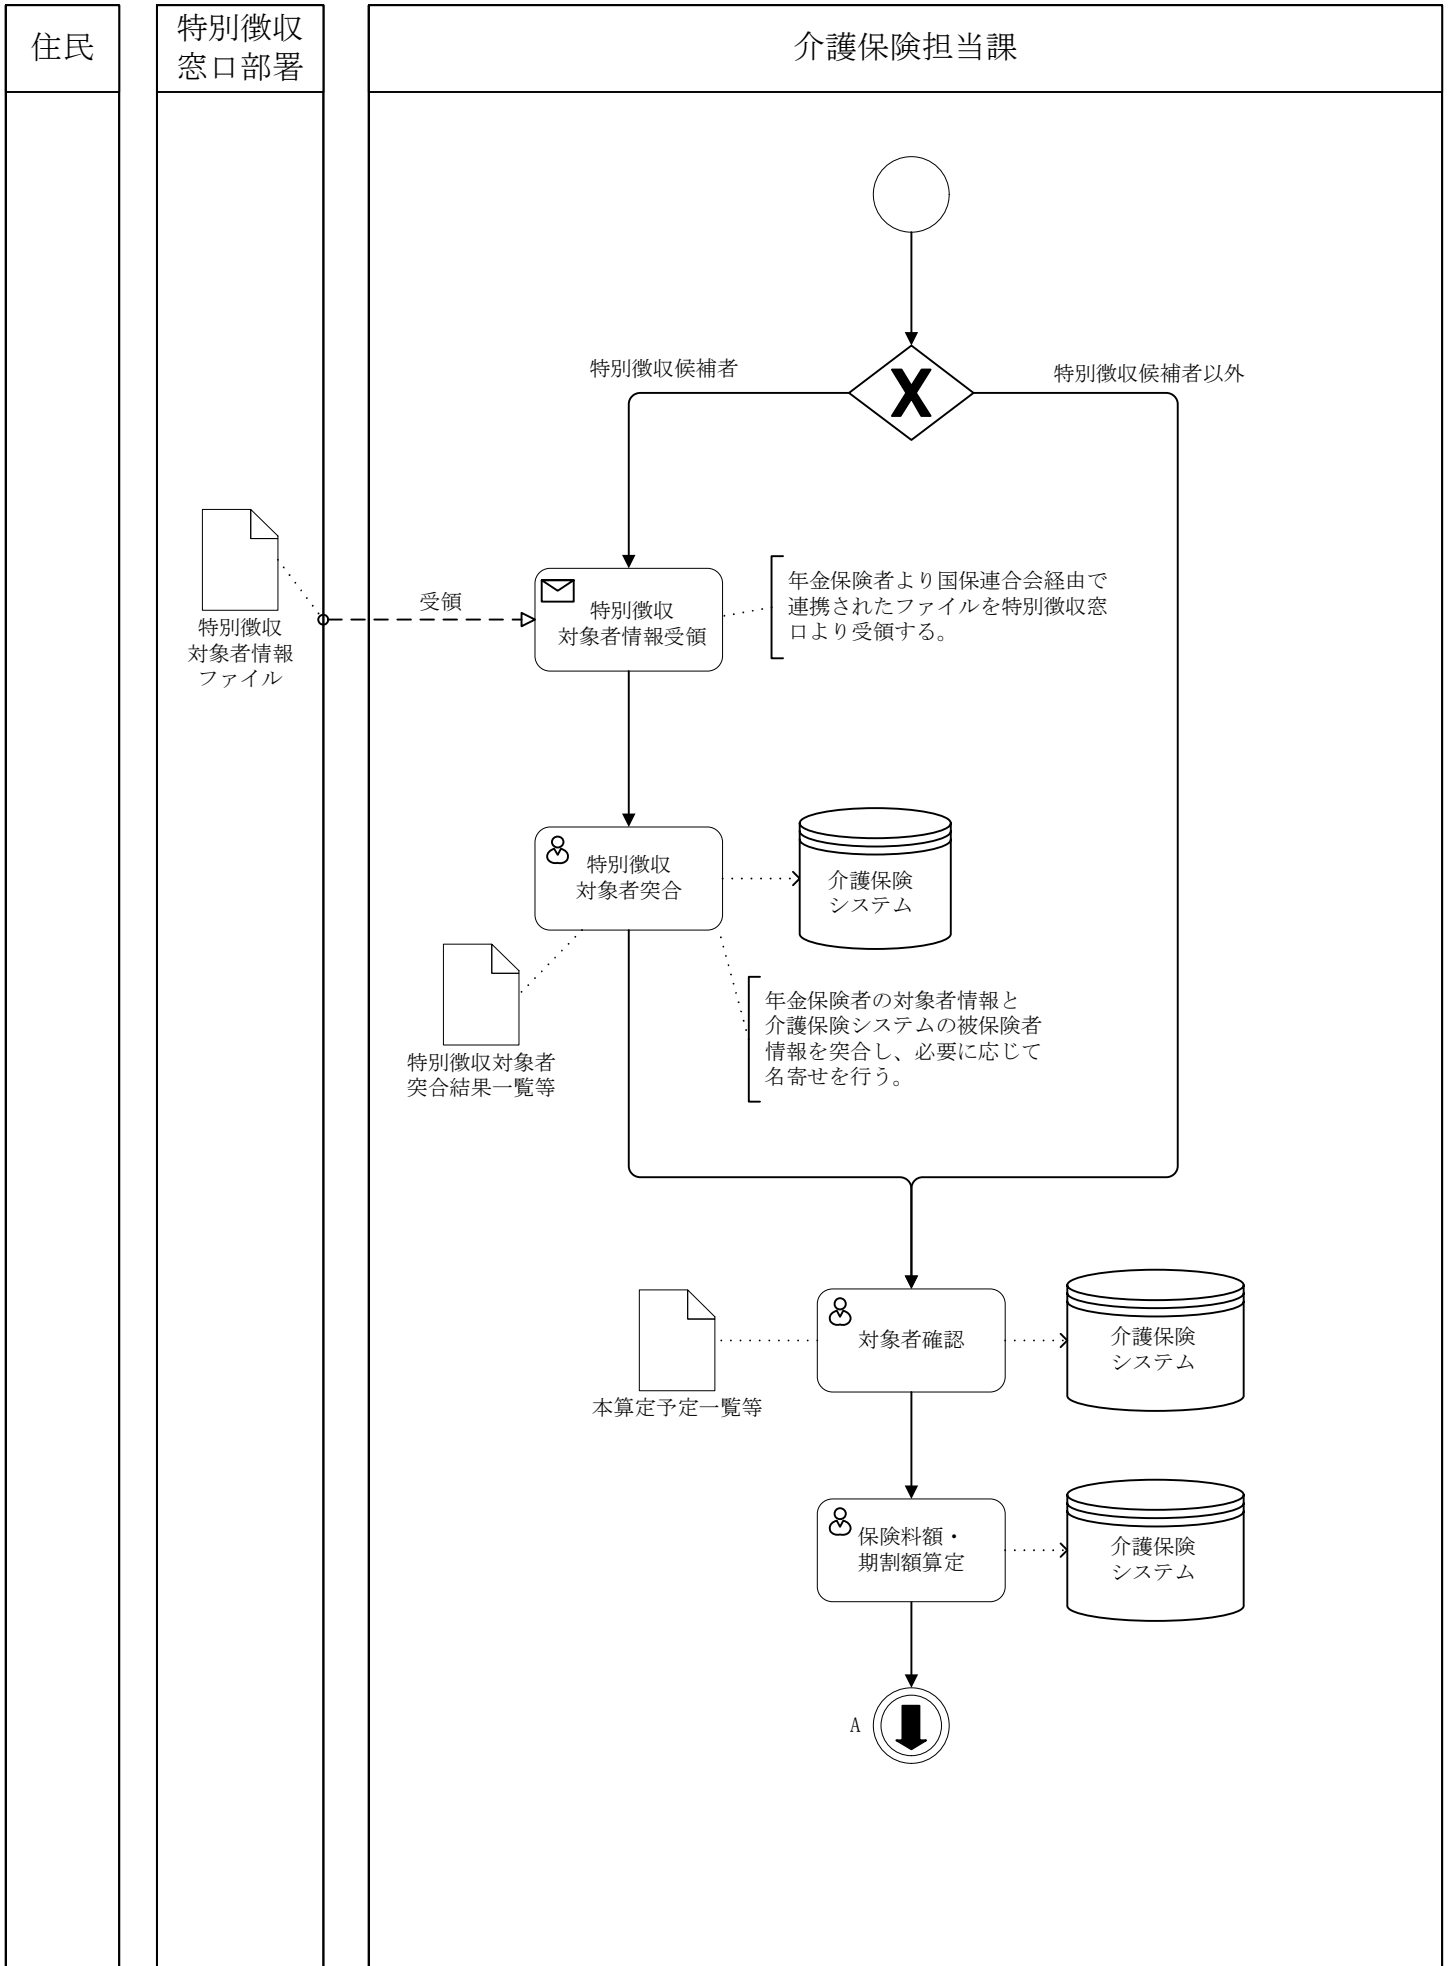 住民
特別徴収
窓口部署
介護保険担当課
特別徴収候補者
特別徴収候補者以外
特別徴収
対象者情報
ファイル
受領
特別徴収
対象者情報受領
年金保険者より国保連合会経由で
連携されたファイルを特別徴収窓
口より受領する。
特別徴収
対象者突合
介護保険
システム
特別徴収対象者
突合結果一覧等
年金保険者の対象者情報と
介護保険システムの被保険者
情報を突合し、必要に応じて
名寄せを行う。
本算定予定一覧等
対象者確認
介護保険
システム
保険料額・
期割額算定
介護保険
システム
A